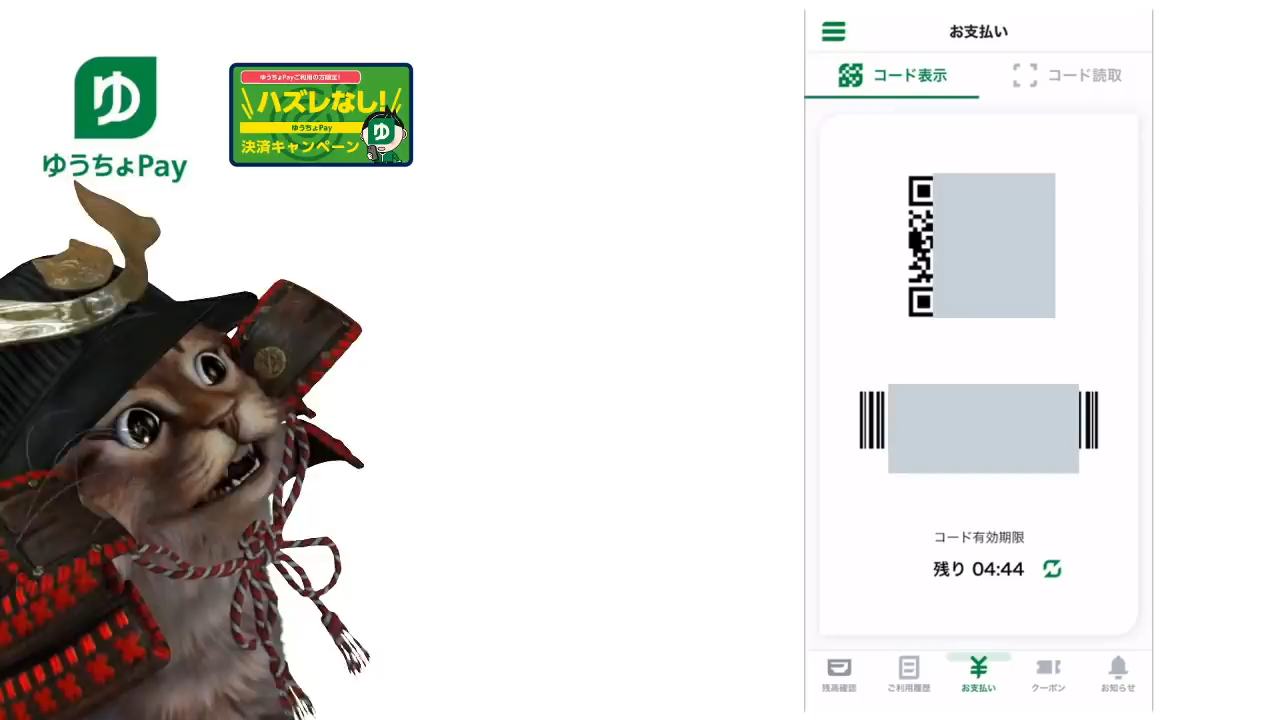 ゆ
ゆうちょPay
ゆうちょPayご利用の方限定!
ハズレなし!
ゆうちょPay
決済キャンペーン
ゆ
お支払い
コード表示
コード読取
コード有効期限
残り 04:44
残高確認
ご利用履歴
お支払い
クーポン
お知らせ